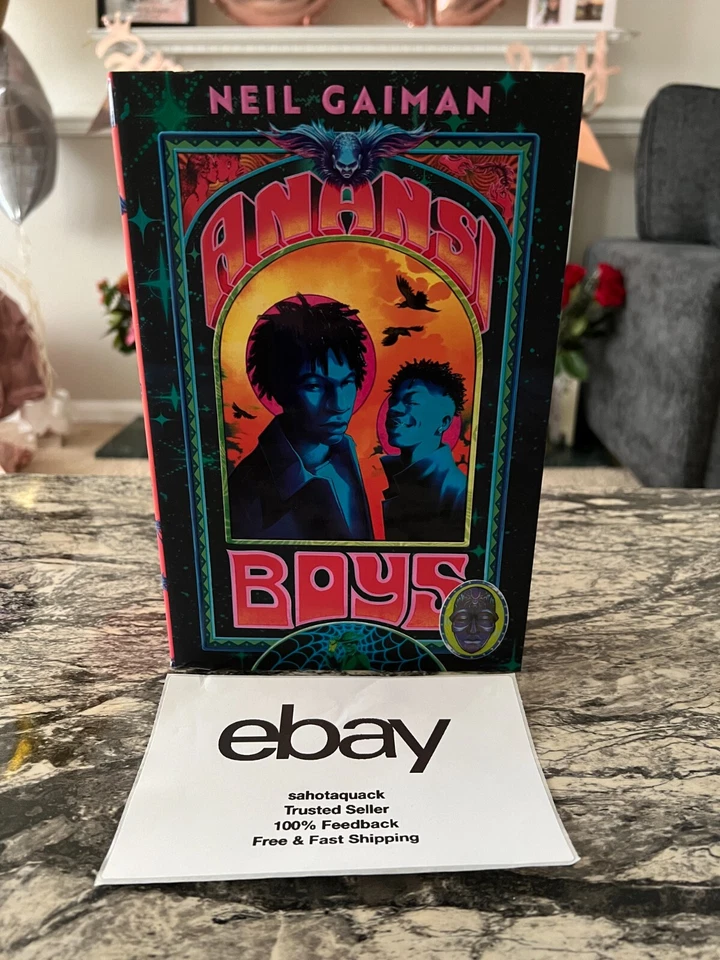 NEIL GAIMAN
ANANSI
BOYS
ebay
sahotaquack
Trusted Seller
100% Feedback
Free & Fast Shipping